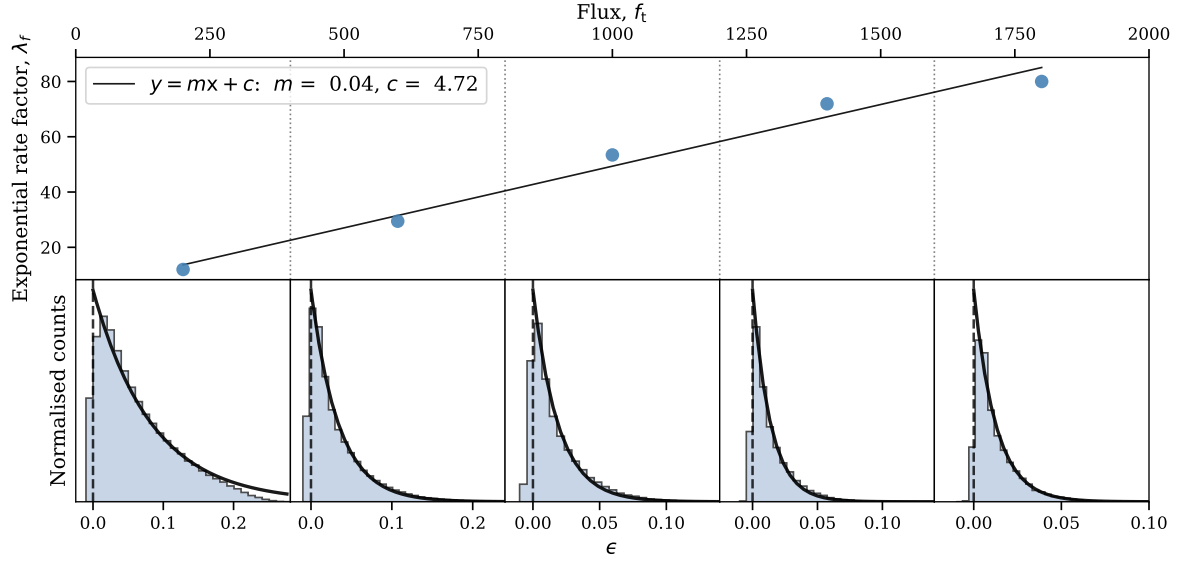 Flux, fₜ
0 250 500 750 1000 1250 1500 1750 2000
Exponential rate factor, λ_f
80
60
40
20
y = mx + c: m = 0.04, c = 4.72
Normalised counts
0.0 0.1 0.2 0.0 0.1 0.2 0.00 0.05 0.10 0.00 0.05 0.10 0.00 0.05 0.10
ϵ